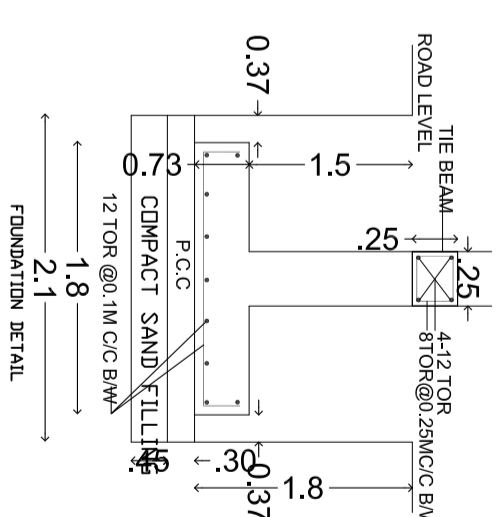 ROAD LEVEL
TIE BEAM
.25
.25
4-12 TOR
8TOR@0.25MC/C B/W
0.37
1.5
1.8
0.73
.30
0.37
P.C.C
COMPACT SAND FILLING
.45
12 TOR @0.1M C/C B/W
1.8
2.1
FOUNDATION DETAIL